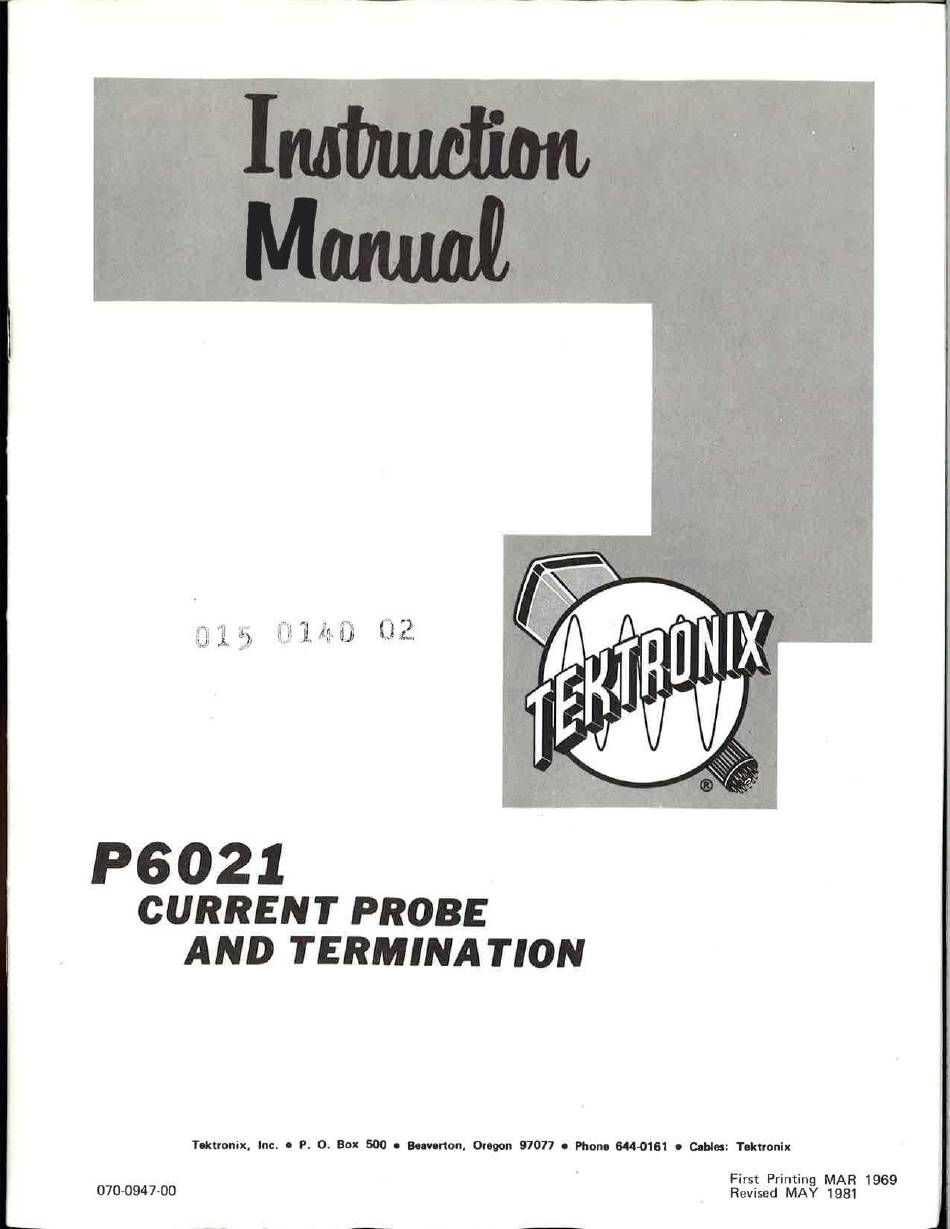 Instruction
Manual
015 0140 02
TEKTRONIX
®
P6021
CURRENT PROBE
AND TERMINATION
Tektronix, Inc. • P. O. Box 500 • Beaverton, Oregon 97077 • Phone 644-0161 • Cables: Tektronix
070-0947-00
First Printing MAR 1969
Revised MAY 1981